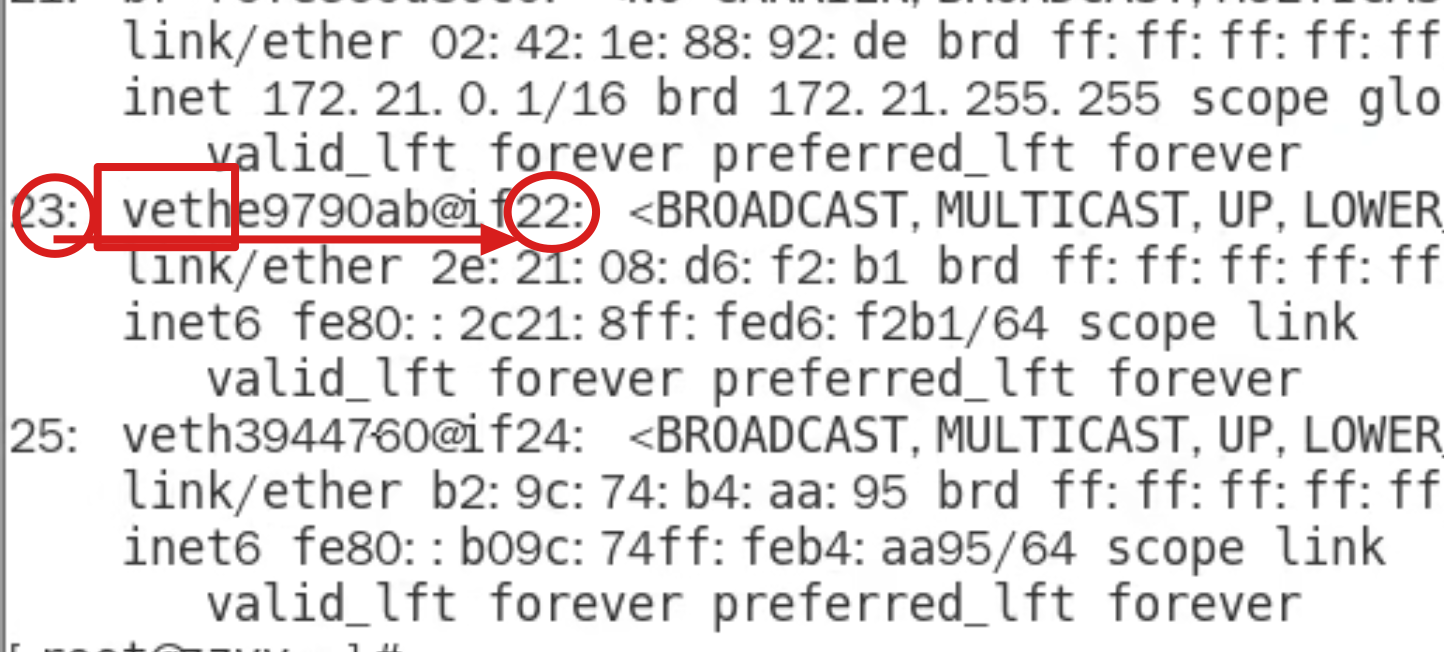 link/ether 02:42:1e:88:92:de brd ff:ff:ff:ff:ff
inet 172.21.0.1/16 brd 172.21.255.255 scope glo
valid_lft forever preferred_lft forever
23: vethe9790ab@if22: <BROADCAST,MULTICAST,UP,LOWER_
link/ether 2e:21:08:d6:f2:b1 brd ff:ff:ff:ff:ff
inet6 fe80::2c21:8ff:fed6:f2b1/64 scope link
valid_lft forever preferred_lft forever
25: veth3944760@if24: <BROADCAST,MULTICAST,UP,LOWER_
link/ether b2:9c:74:b4:aa:95 brd ff:ff:ff:ff:ff
inet6 fe80::b09c:74ff:feb4:aa95/64 scope link
valid_lft forever preferred_lft forever